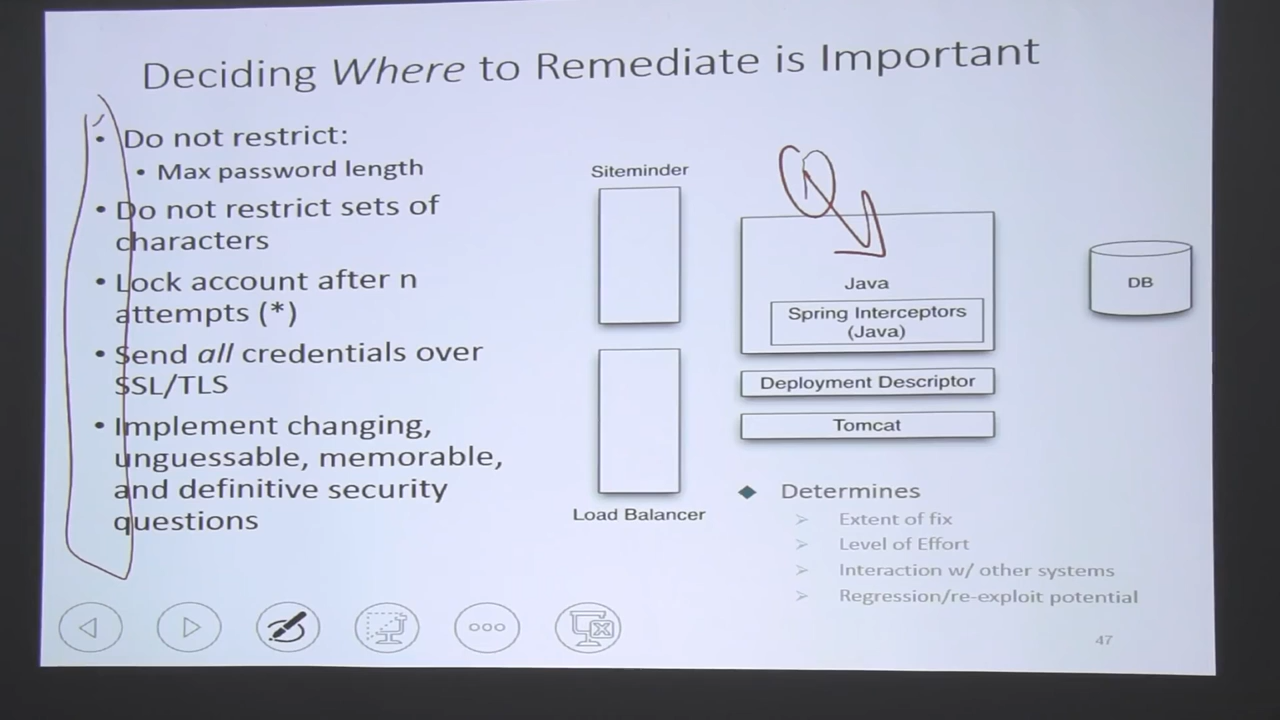 Deciding Where to Remediate is Important
• Do not restrict:
• Max password length
• Do not restrict sets of
characters
• Lock account after n
attempts (*)
• Send all credentials over
SSL/TLS
• Implement changing,
unguessable, memorable,
and definitive security
questions
Siteminder
Load Balancer
Java
Spring Interceptors
(Java)
Deployment Descriptor
Tomcat
DB
Determines
Extent of fix
Level of Effort
Interaction w/ other systems
Regression/re-exploit potential
47